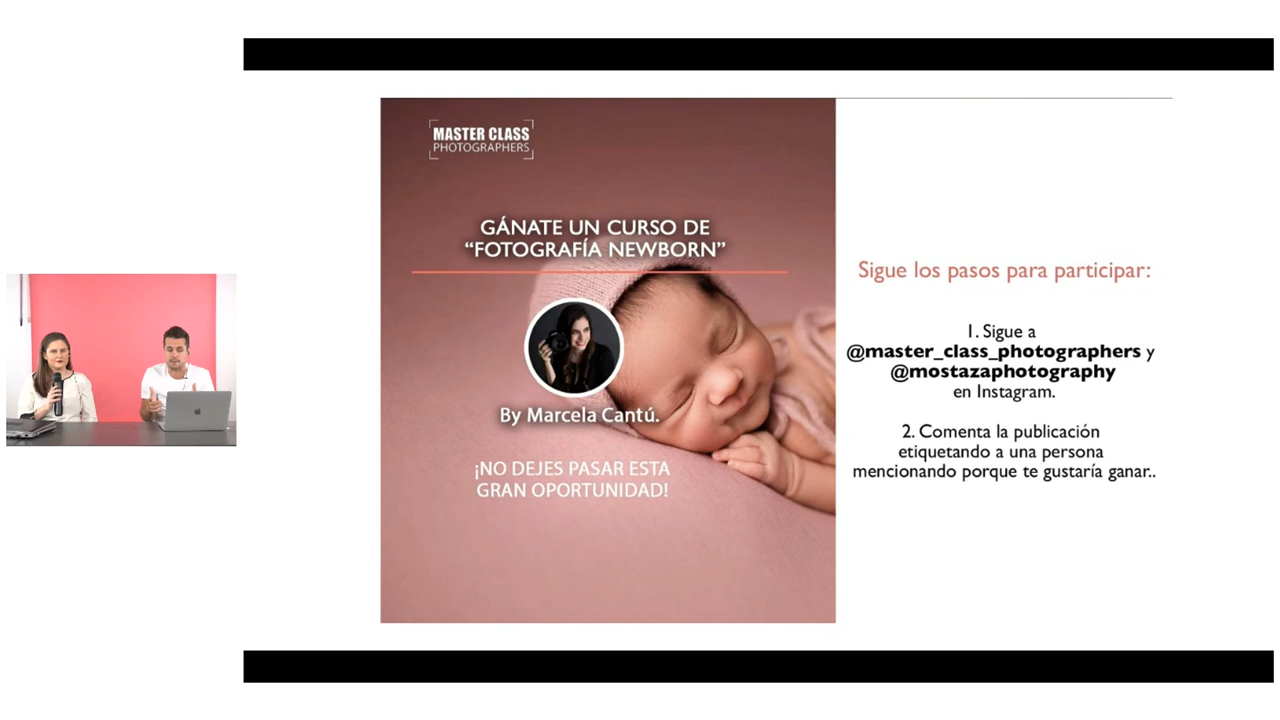 MASTER CLASS
PHOTOGRAPHERS
GÁNATE UN CURSO DE
“FOTOGRAFÍA NEWBORN”
By Marcela Cantú.
¡NO DEJES PASAR ESTA
GRAN OPORTUNIDAD!
Sigue los pasos para participar:
1. Sigue a
@master_class_photographers y
@mostazaphotography
en Instagram.
2. Comenta la publicación
etiquetando a una persona
mencionando porque te gustaría ganar..